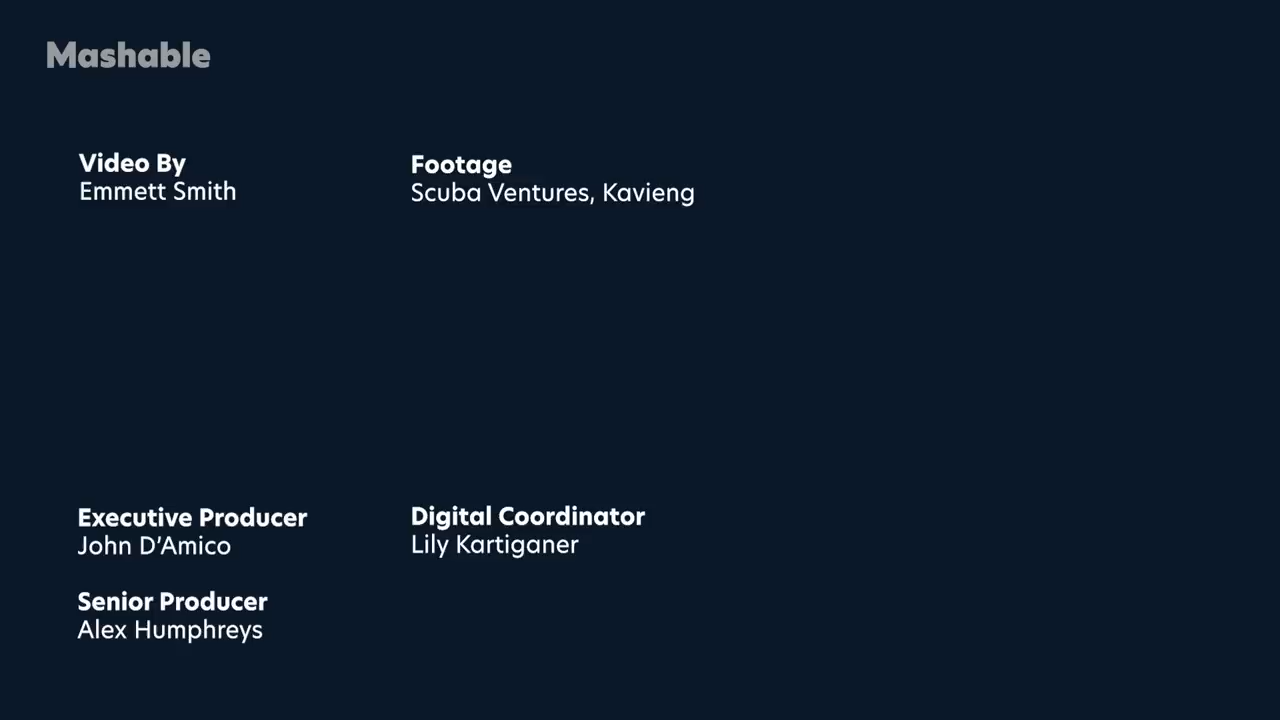 Mashable
Video By
Emmett Smith
Footage
Scuba Ventures, Kavieng
Executive Producer
John D’Amico
Digital Coordinator
Lily Kartiganer
Senior Producer
Alex Humphreys